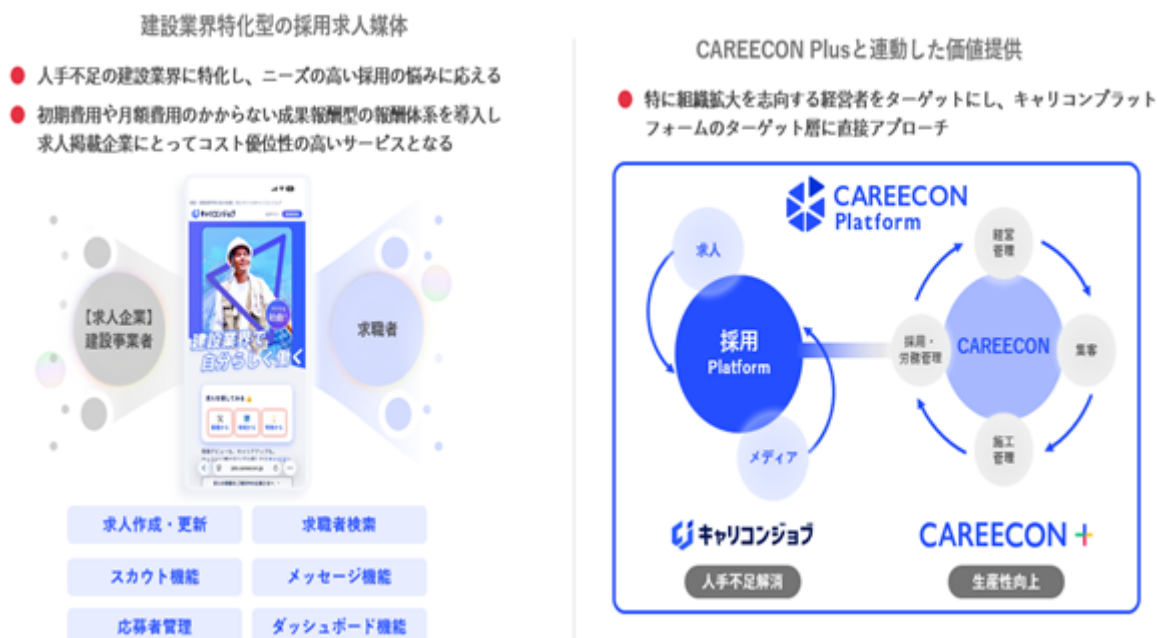 建設業界特化型の採用求人媒体
人手不足の建設業界に特化し、ニーズの高い採用の悩みに応える
初期費用や月額費用のかからない成果報酬型の報酬体系を導入し
求人掲載企業にとってコスト優位性の高いサービスとなる
【求人企業】
建設事業者
キャリコンジョブ
建設業界で
自分らしく働く
求職者
求人作成・更新
求職者検索
スカウト機能
メッセージ機能
応募者管理
ダッシュボード機能
CAREECON Plusと連動した価値提供
特に組織拡大を志向する経営者をターゲットにし、キャリコンプラット
フォームのターゲット層に直接アプローチ
CAREECON
Platform
求人
採用
Platform
メディア
経営
管理
採用・
労務管理
CAREECON
集客
施工
管理
キャリコンジョブ
人手不足解消
CAREECON +
生産性向上